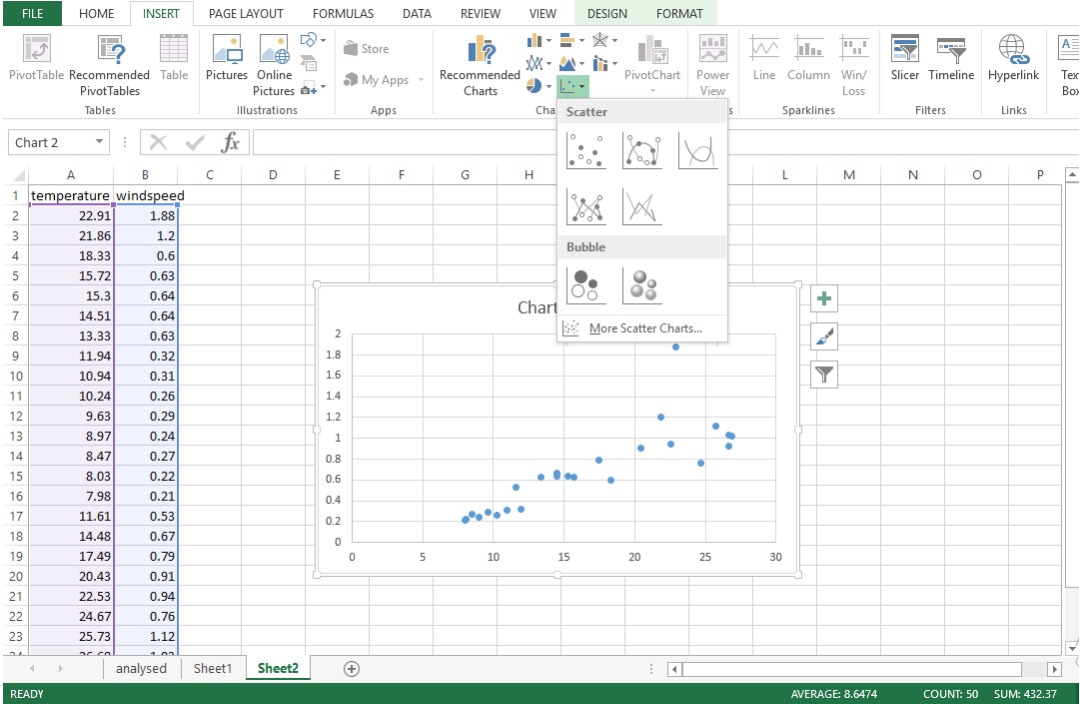 FILE HOME INSERT PAGE LAYOUT FORMULAS DATA REVIEW VIEW DESIGN FORMAT
PivotTable Recommended PivotTables Table
Tables
Pictures Online Pictures
Illustrations
Store
My Apps
Apps
Recommended Charts
PivotChart
Power View
Line Column Win/ Loss
Sparklines
Slicer Timeline
Filters
Hyperlink
Links
Scatter
Bubble
More Scatter Charts...
Chart 2 fx
A B C D E F G H L M N O P
1 temperature windspeed
2 22.91 1.88
3 21.86 1.2
4 18.33 0.6
5 15.72 0.63
6 15.3 0.64
7 14.51 0.64
8 13.33 0.63
9 11.94 0.32
10 10.94 0.31
11 10.24 0.26
12 9.63 0.29
13 8.97 0.24
14 8.47 0.27
15 8.03 0.22
16 7.98 0.21
17 11.61 0.53
18 14.48 0.67
19 17.49 0.79
20 20.43 0.91
21 22.53 0.94
22 24.67 0.76
23 25.73 1.12
Chart
2
1.8
1.6
1.4
1.2
1
0.8
0.6
0.4
0.2
0
0 5 10 15 20 25 30
analysed Sheet1 Sheet2
READY AVERAGE: 8.6474 COUNT: 50 SUM: 432.37